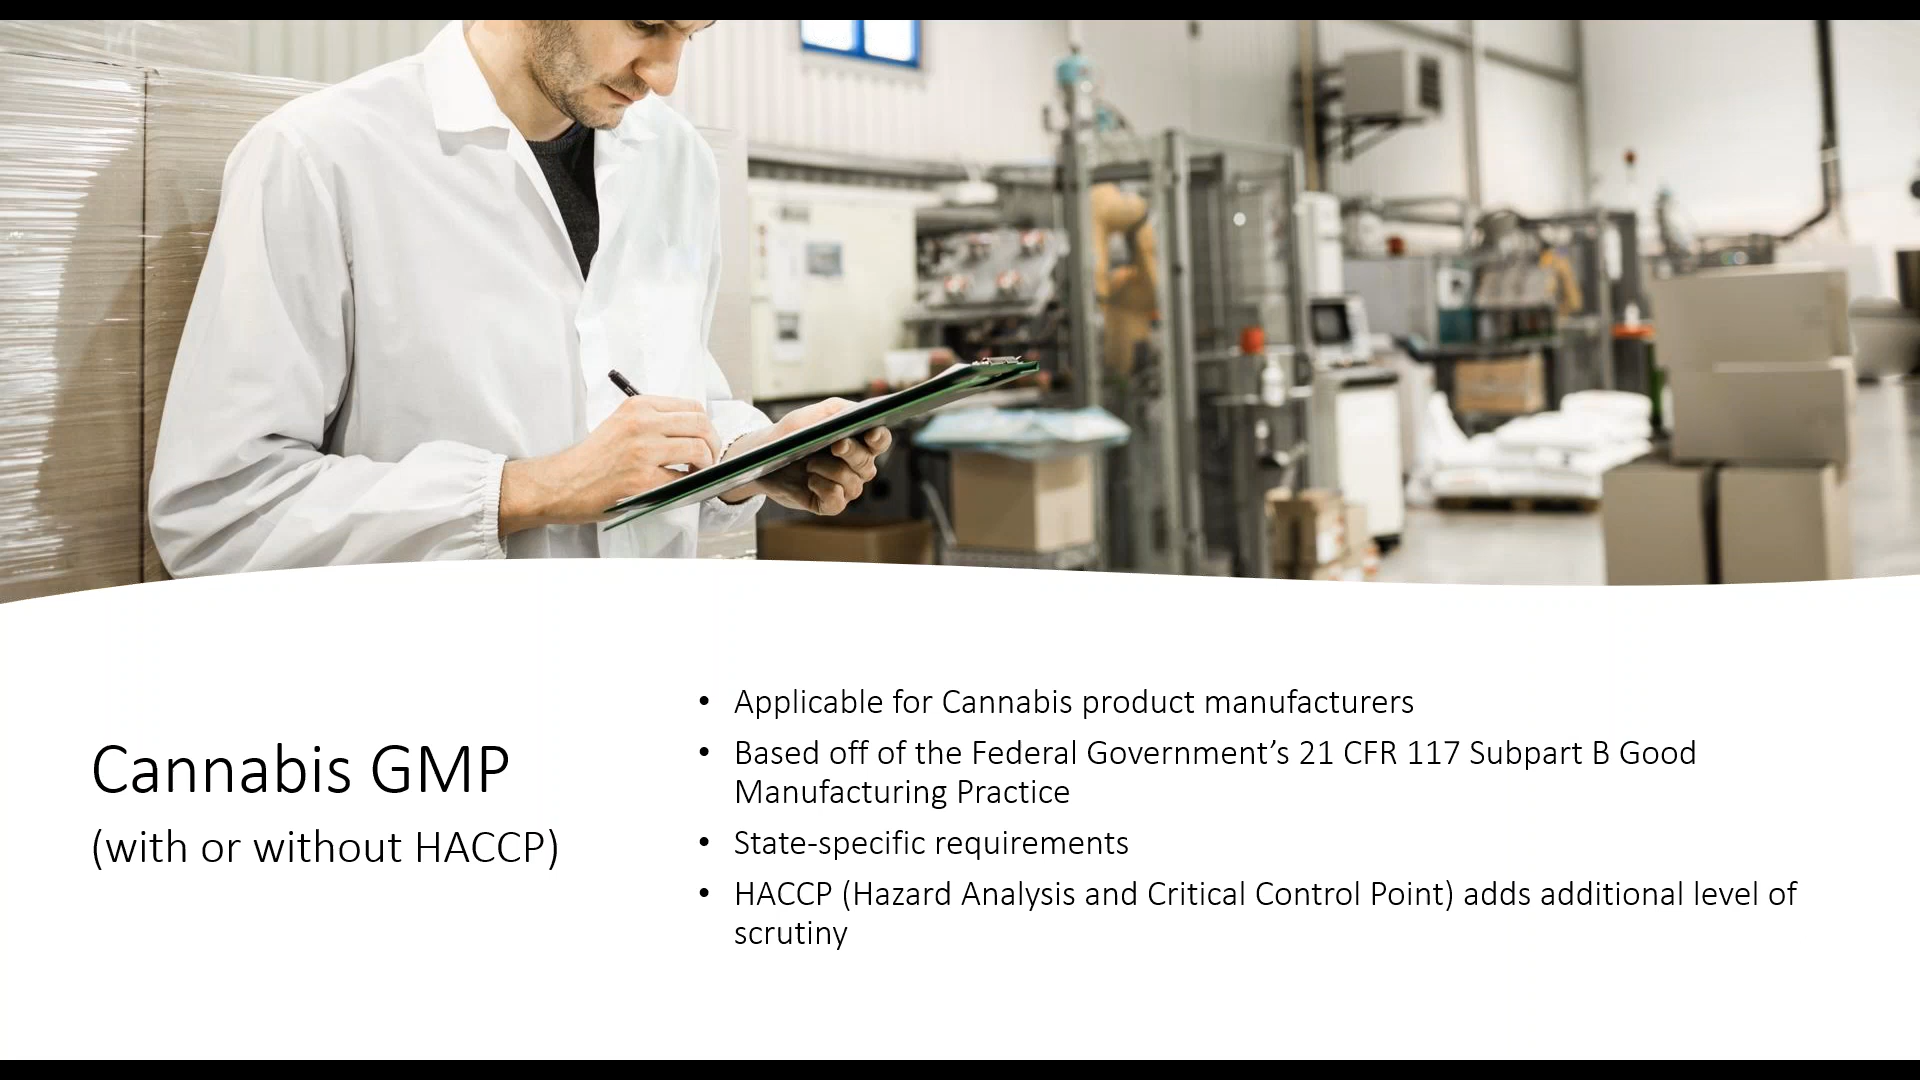 Cannabis GMP
(with or without HACCP)
• Applicable for Cannabis product manufacturers
• Based off of the Federal Government’s 21 CFR 117 Subpart B Good
Manufacturing Practice
• State-specific requirements
• HACCP (Hazard Analysis and Critical Control Point) adds additional level of
scrutiny